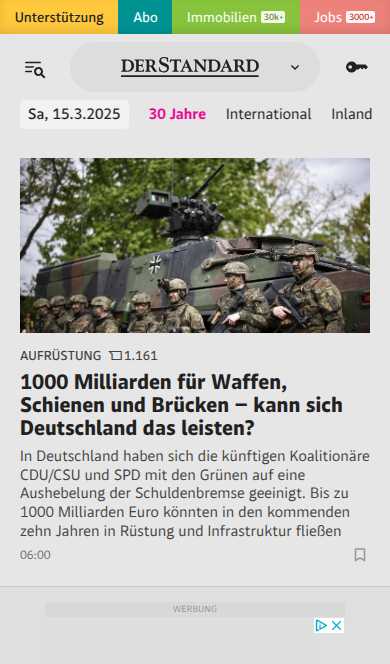 Unterstützung Abo Immobilien 30k+ Jobs 3000+
DERSTANDARD
Sa, 15.3.2025 30 Jahre International Inland
AUFRÜSTUNG 1.161
1000 Milliarden für Waffen,
Schienen und Brücken – kann sich
Deutschland das leisten?
In Deutschland haben sich die künftigen Koalitionäre
CDU/CSU und SPD mit den Grünen auf eine
Aushebelung der Schuldenbremse geeinigt. Bis zu
1000 Milliarden Euro könnten in den kommenden
zehn Jahren in Rüstung und Infrastruktur fließen
06:00
WERBUNG